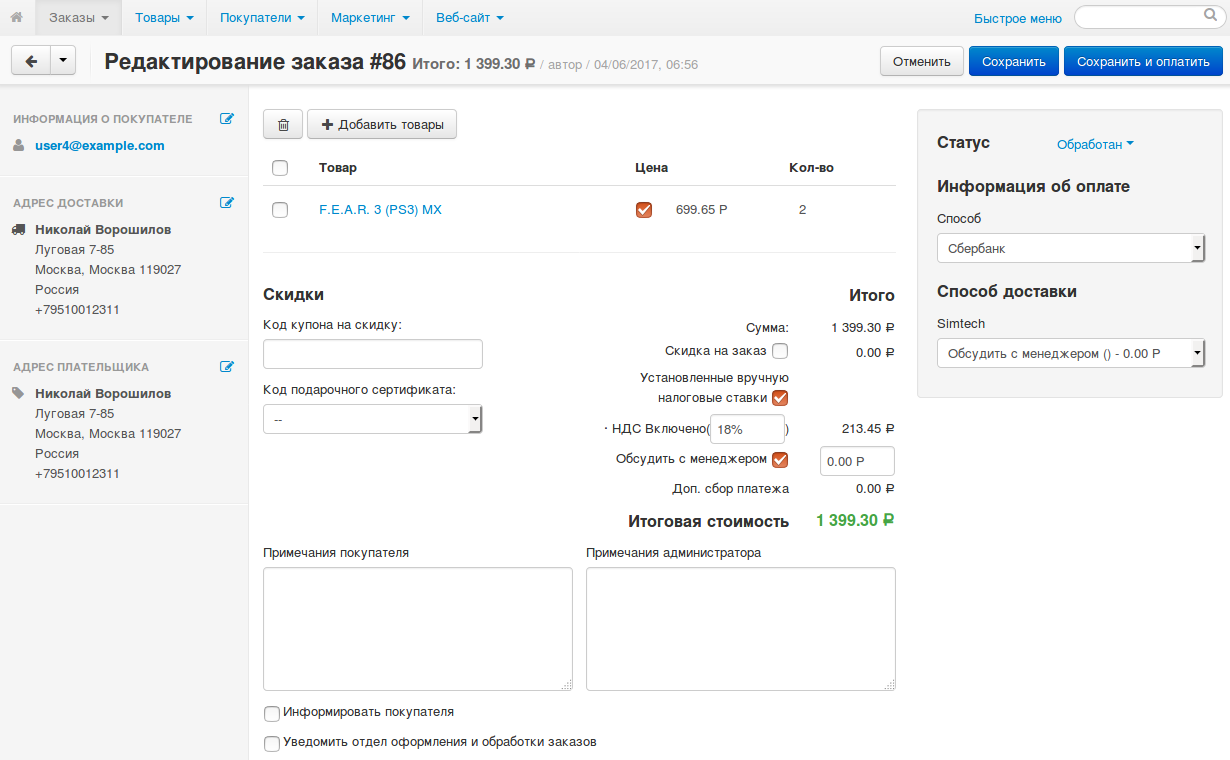 Заказы
Товары
Покупатели
Маркетинг
Веб-сайт
Быстрое меню
Редактирование заказа #86 Итого: 1 399.30 ₽ / автор / 04/06/2017, 06:56
Отменить
Сохранить
Сохранить и оплатить
ИНФОРМАЦИЯ О ПОКУПАТЕЛЕ
user4@example.com
АДРЕС ДОСТАВКИ
Николай Ворошилов
Луговая 7-85
Москва, Москва 119027
Россия
+79510012311
АДРЕС ПЛАТЕЛЬЩИКА
Николай Ворошилов
Луговая 7-85
Москва, Москва 119027
Россия
+79510012311
Добавить товары
Товар Цена Кол-во
F.E.A.R. 3 (PS3) MX 699.65 Р 2
Скидки
Код купона на скидку:
Код подарочного сертификата:
--
Итого
Сумма: 1 399.30 ₽
Скидка на заказ 0.00 ₽
Установленные вручную
налоговые ставки
· НДС Включено( 18% ) 213.45 ₽
Обсудить с менеджером 0.00 Р
Доп. сбор платежа 0.00 ₽
Итоговая стоимость 1 399.30 ₽
Примечания покупателя
Примечания администратора
Информировать покупателя
Уведомить отдел оформления и обработки заказов
Статус Обработан
Информация об оплате
Способ
Сбербанк
Способ доставки
Simtech
Обсудить с менеджером () - 0.00 Р